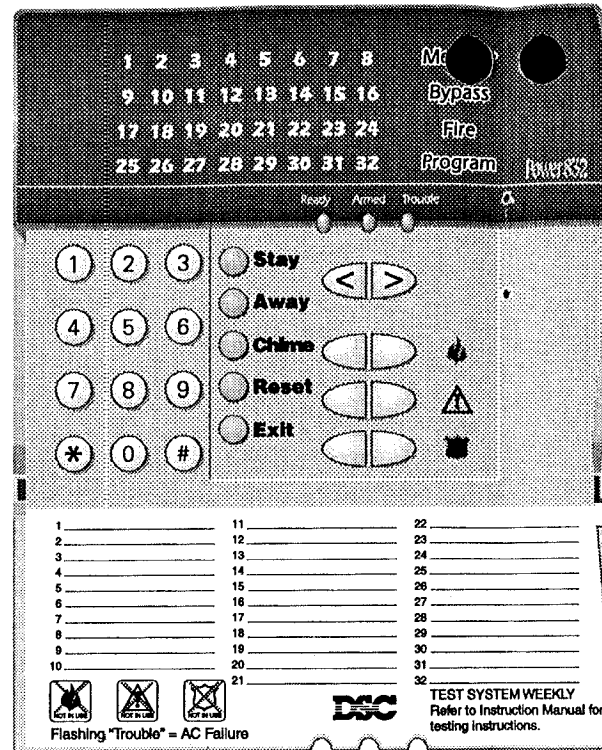 1 2 3 4 5 6 7 8
9 10 11 12 13 14 15 16 Bypass
17 18 19 20 21 22 23 24 Fire
25 26 27 28 29 30 31 32 Program Power832
Ready Armed Trouble
1 2 3 Stay < >
Away
4 5 6
Chime
7 8 9 Reset
Exit
* 0 #
1 11 22
2 12 23
3 13 24
4 14 25
5 15 26
6 16 27
7 17 28
8 18 29
9 19 30
10 20 31
21 32
NOT IN USE NOT IN USE NOT IN USE
DSC
TEST SYSTEM WEEKLY
Refer to Instruction Manual for
testing instructions.
Flashing "Trouble" = AC Failure